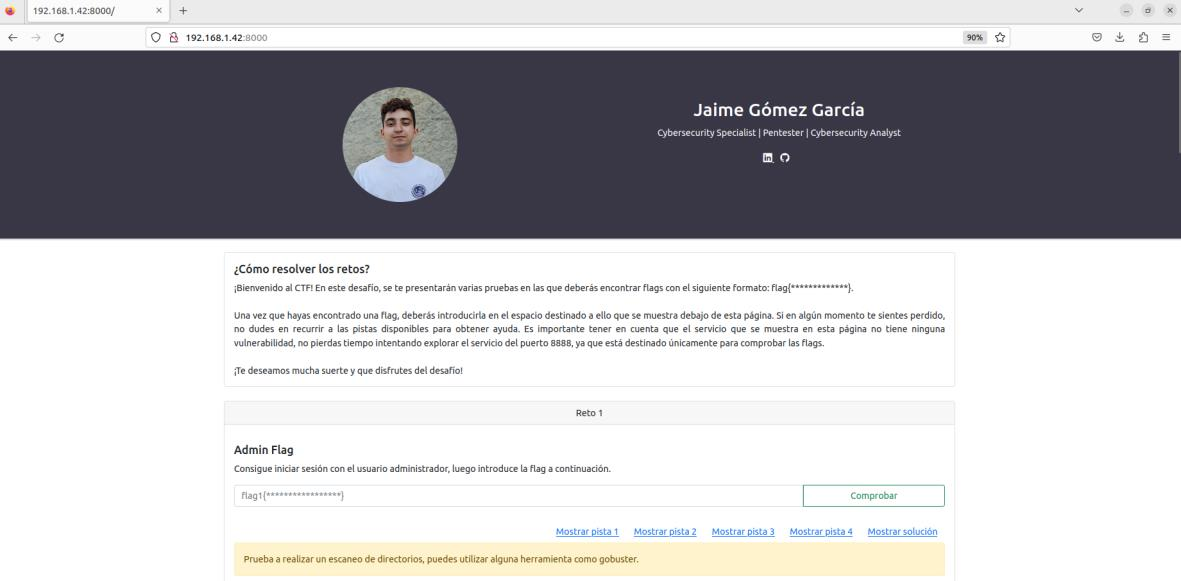 192.168.1.42:8000/
192.168.1.42:8000
90%
Jaime Gómez García
Cybersecurity Specialist | Pentester | Cybersecurity Analyst
¿Cómo resolver los retos?
¡Bienvenido al CTF! En este desafío, se te presentarán varias pruebas en las que deberás encontrar flags con el siguiente formato: flag{*************}.
Una vez que hayas encontrado una flag, deberás introducirla en el espacio destinado a ello que se muestra debajo de esta página. Si en algún momento te sientes perdido,
no dudes en recurrir a las pistas disponibles para obtener ayuda. Es importante tener en cuenta que el servicio que se muestra en esta página no tiene ninguna
vulnerabilidad, no pierdas tiempo intentando explorar el servicio del puerto 8888, ya que está destinado únicamente para comprobar las flags.
¡Te deseamos mucha suerte y que disfrutes del desafío!
Reto 1
Admin Flag
Consigue iniciar sesión con el usuario administrador, luego introduce la flag a continuación.
flag1{*****************}
Comprobar
Mostrar pista 1 Mostrar pista 2 Mostrar pista 3 Mostrar pista 4 Mostrar solución
Prueba a realizar un escaneo de directorios, puedes utilizar alguna herramienta como gobuster.